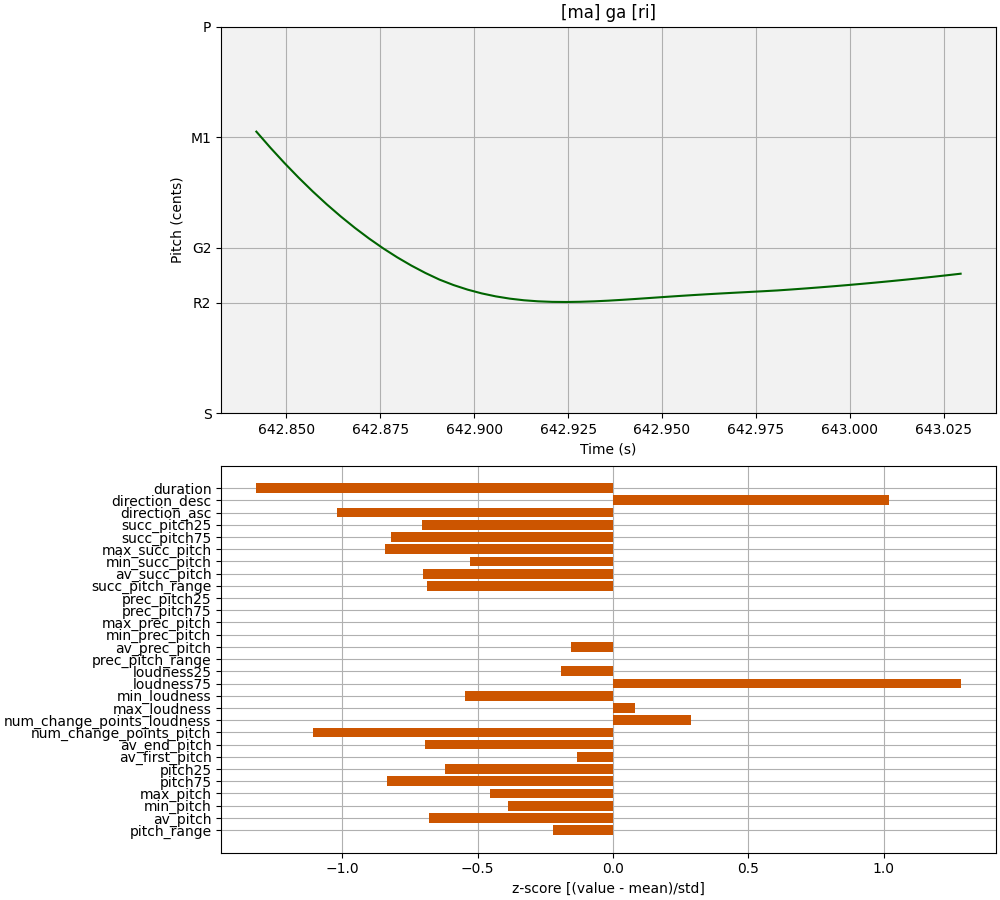 [ma] ga [ri]
P
M1
G2
R2
S
Pitch (cents)
642.850 642.875 642.900 642.925 642.950 642.975 643.000 643.025
Time (s)
duration
direction_desc
direction_asc
succ_pitch25
succ_pitch75
max_succ_pitch
min_succ_pitch
av_succ_pitch
succ_pitch_range
prec_pitch25
prec_pitch75
max_prec_pitch
min_prec_pitch
av_prec_pitch
prec_pitch_range
loudness25
loudness75
min_loudness
max_loudness
num_change_points_loudness
num_change_points_pitch
av_end_pitch
av_first_pitch
pitch25
pitch75
max_pitch
min_pitch
av_pitch
pitch_range
−1.0 −0.5 0.0 0.5 1.0
z-score [(value - mean)/std]